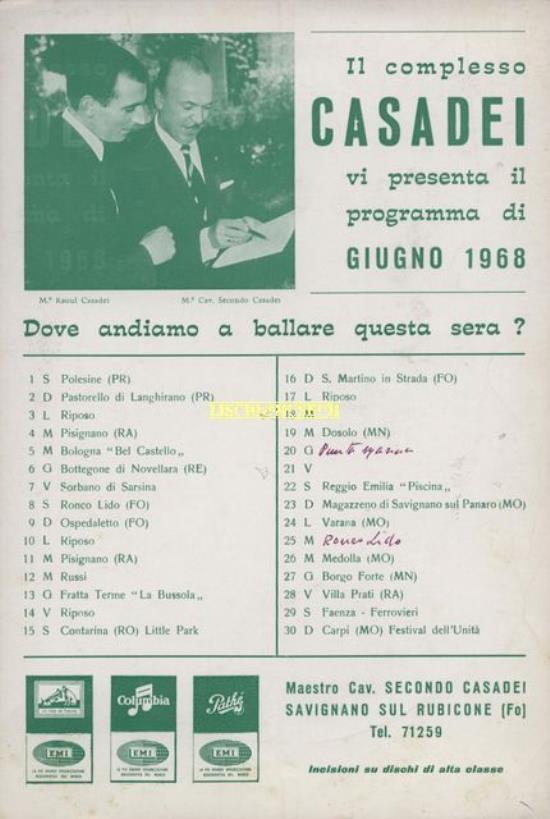 Il complesso
CASADEI
vi presenta il
programma di
GIUGNO 1968
M.° Raoul Casadei
M.° Cav. Secondo Casadei
Dove andiamo a ballare questa sera ?
1 S Polesine (PR)
2 D Pastorello di Langhirano (PR)
3 L Riposo
4 M Pisignano (RA)
5 M Bologna "Bel Castello„
6 G Bottegone di Novellara (RE)
7 V Sorbano di Sarsina
8 S Ronco Lido (FO)
9 D Ospedaletto (FO)
10 L Riposo
11 M Pisignano (RA)
12 M Russi
13 G Fratta Terme "La Bussola„
14 V Riposo
15 S Contarina (RO) Little Park
16 D S. Martino in Strada (FO)
17 L Riposo
18 M
19 M Dosolo (MN)
20 G
21 V
22 S Reggio Emilia "Piscina„
23 D Magazzeno di Savignano sul Panaro (MO)
24 L Varana (MO)
25 M Ronco Lido
26 M Medolla (MO)
27 G Borgo Forte (MN)
28 V Villa Prati (RA)
29 S Faenza - Ferrovieri
30 D Carpi (MO) Festival dell'Unità
Columbia
Pathé
EMI
EMI
EMI
Maestro Cav. SECONDO CASADEI
SAVIGNANO SUL RUBICONE (Fo)
Tel. 71259
Incisioni su dischi di alta classe